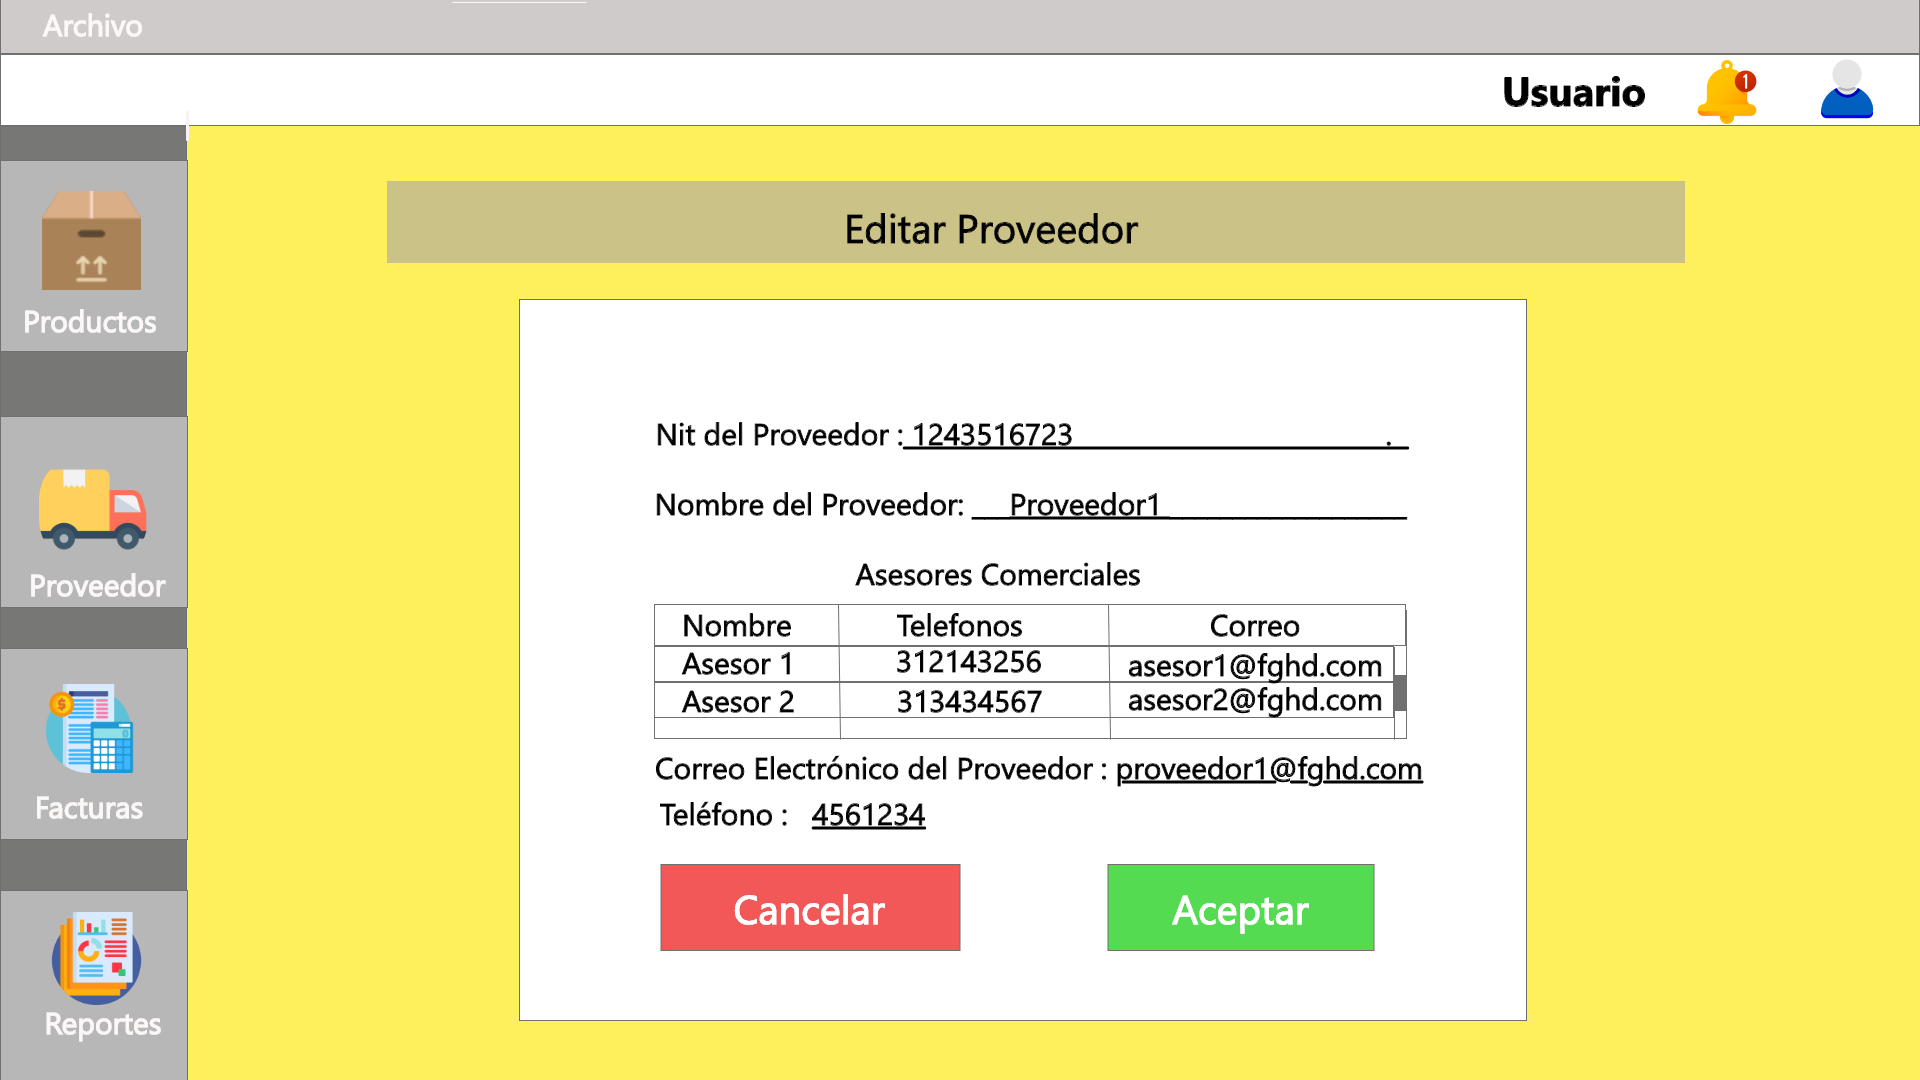 Archivo
Usuario
1
Editar Proveedor
Productos
Proveedor
Facturas
Reportes
Nit del Proveedor : 1243516723 .
Nombre del Proveedor: Proveedor1
Asesores Comerciales
Nombre Telefonos Correo
Asesor 1 312143256 asesor1@fghd.com
Asesor 2 313434567 asesor2@fghd.com
Correo Electrónico del Proveedor : proveedor1@fghd.com
Teléfono : 4561234
Cancelar Aceptar